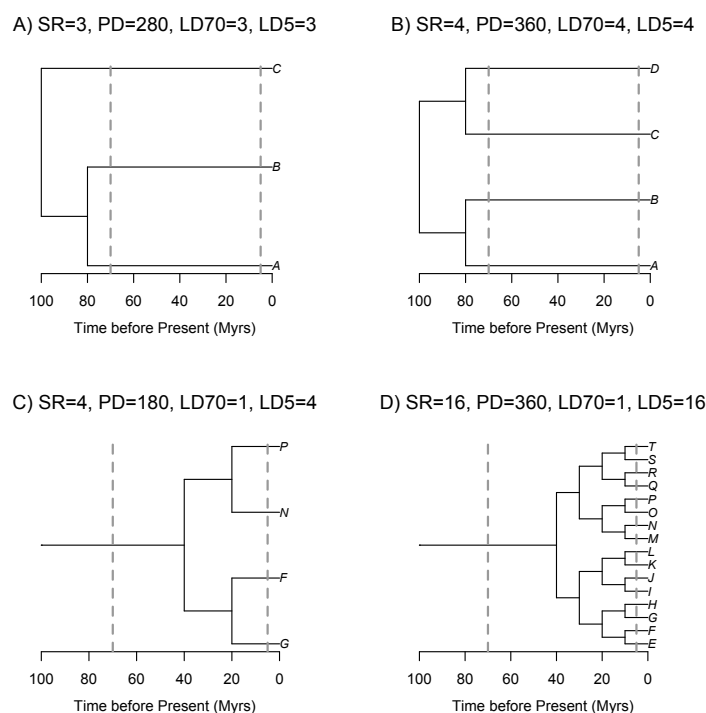 A) SR=3, PD=280, LD70=3, LD5=3
C
B
A
100 80 60 40 20 0
Time before Present (Myrs)
B) SR=4, PD=360, LD70=4, LD5=4
D
C
B
A
100 80 60 40 20 0
Time before Present (Myrs)
C) SR=4, PD=180, LD70=1, LD5=4
P
N
F
G
100 80 60 40 20 0
Time before Present (Myrs)
D) SR=16, PD=360, LD70=1, LD5=16
T
S
R
Q
P
O
N
M
L
K
J
I
H
G
F
E
100 80 60 40 20 0
Time before Present (Myrs)